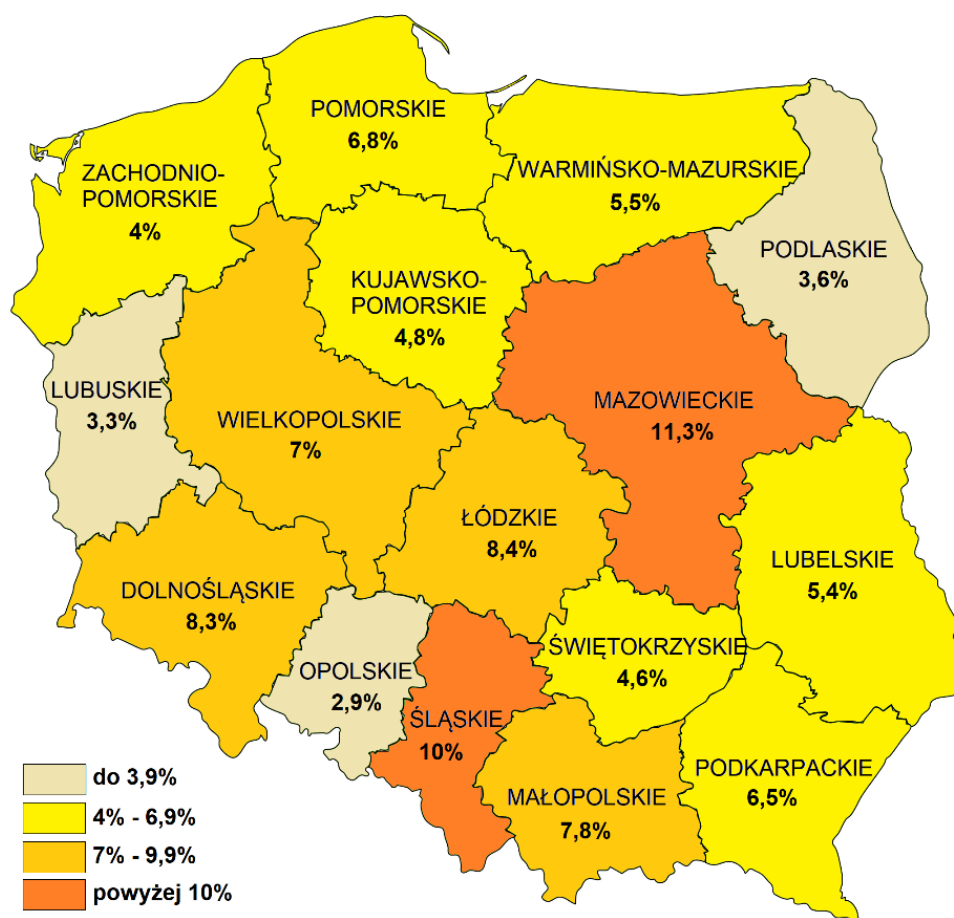 POMORSKIE
6,8%
ZACHODNIO-
POMORSKIE
4%
WARMIŃSKO-MAZURSKIE
5,5%
PODLASKIE
3,6%
KUJAWSKO-
POMORSKIE
4,8%
LUBUSKIE
3,3%
WIELKOPOLSKIE
7%
MAZOWIECKIE
11,3%
ŁÓDZKIE
8,4%
LUBELSKIE
5,4%
DOLNOŚLĄSKIE
8,3%
OPOLSKIE
2,9%
ŚWIĘTOKRZYSKIE
4,6%
ŚLĄSKIE
10%
MAŁOPOLSKIE
7,8%
PODKARPACKIE
6,5%
do 3,9%
4% - 6,9%
7% - 9,9%
powyżej 10%